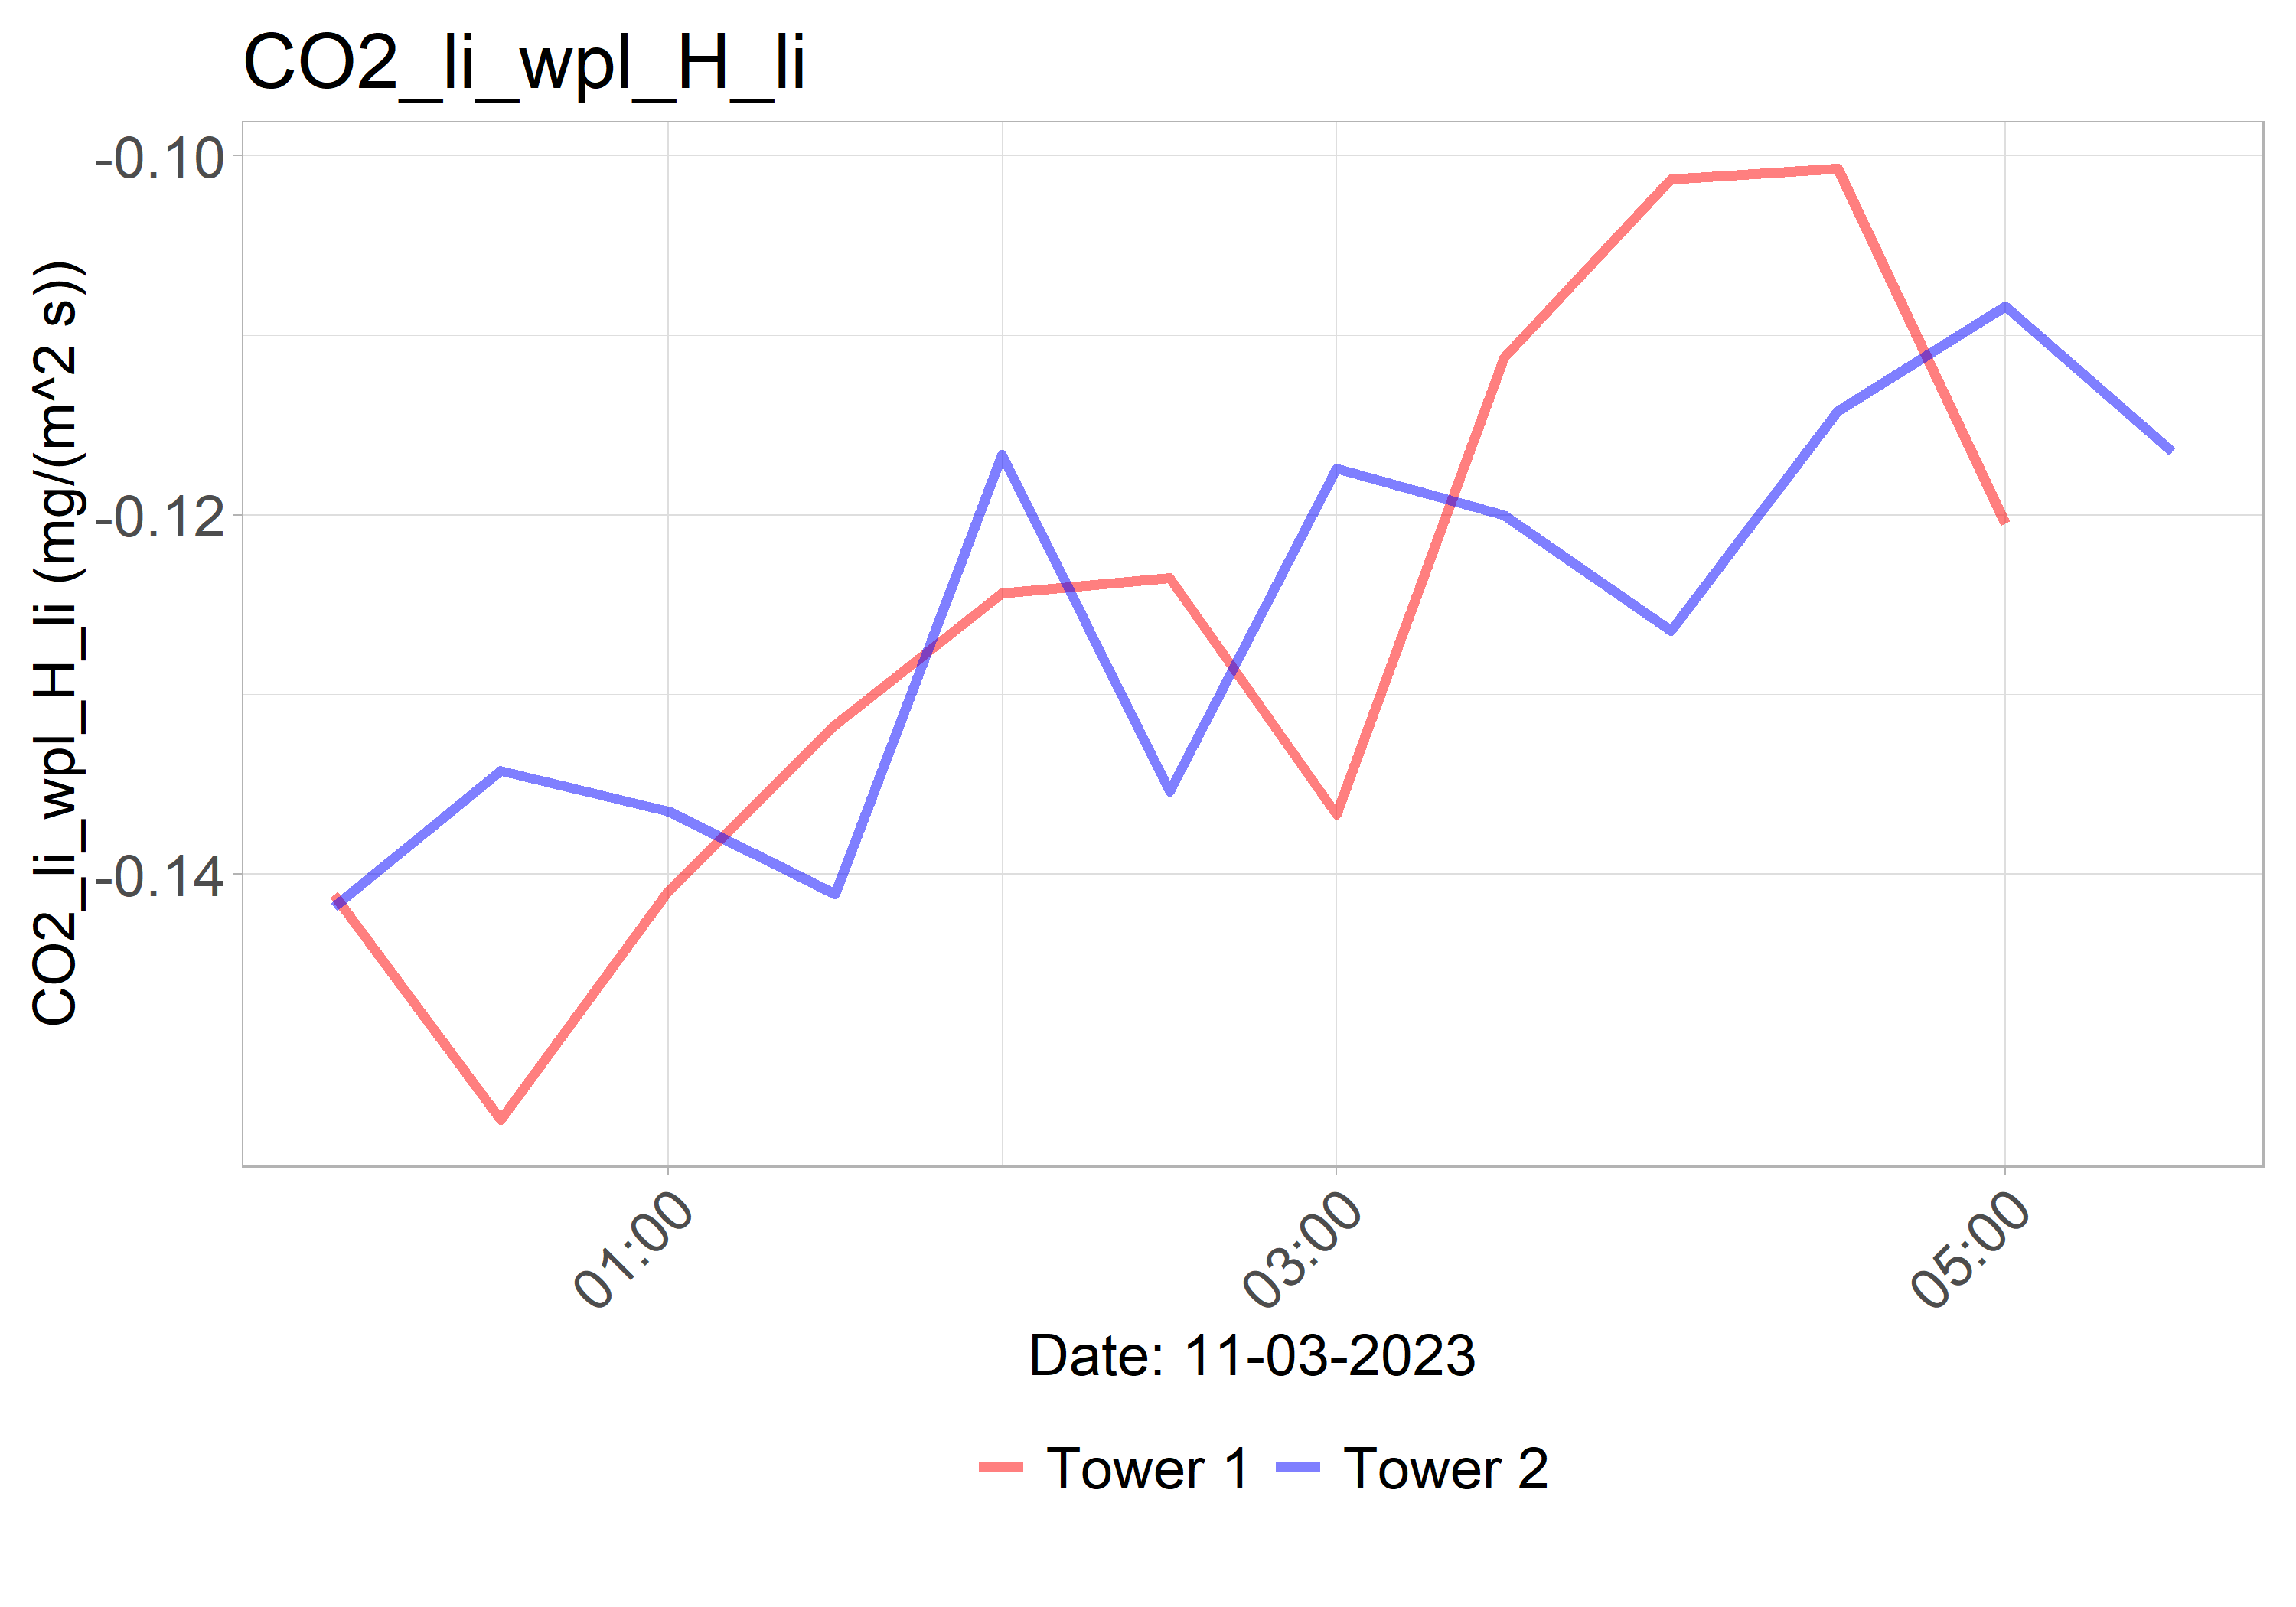 CO2_li_wpl_H_li
CO2_li_wpl_H_li (mg/(m^2 s))
-0.10
-0.12
-0.14
01:00
03:00
05:00
Date: 11-03-2023
Tower 1
Tower 2